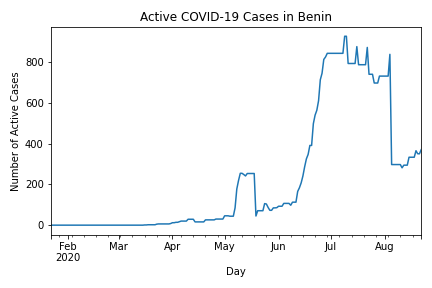 Active COVID-19 Cases in Benin
Number of Active Cases
800
600
400
200
0
Feb
2020
Mar
Apr
May
Jun
Jul
Aug
Day